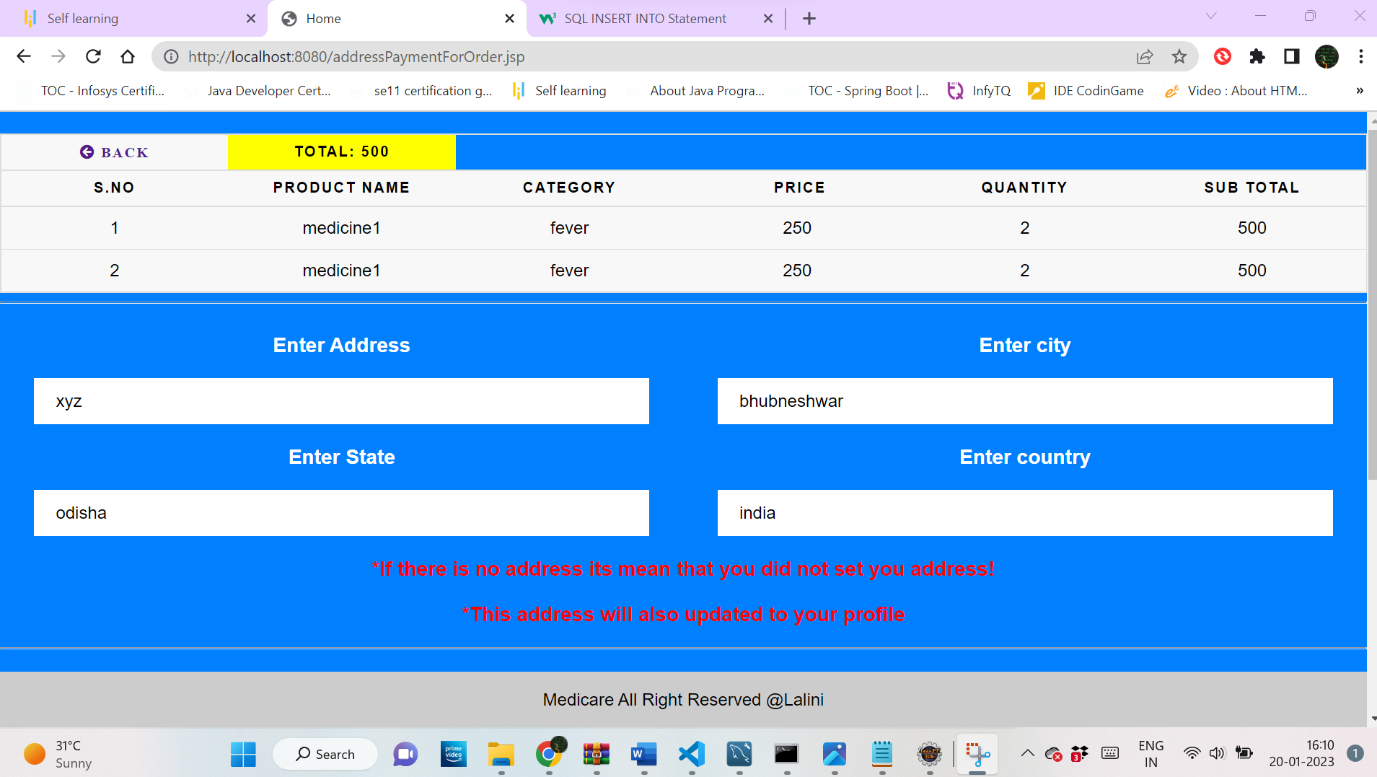 Self learning
Home
SQL INSERT INTO Statement
http://localhost:8080/addressPaymentForOrder.jsp
TOC - Infosys Certifi...
Java Developer Cert...
se11 certification g...
Self learning
About Java Progra...
TOC - Spring Boot |...
InfyTQ
IDE CodinGame
Video : About HTM...
»
BACK TOTAL: 500
S.NO PRODUCT NAME CATEGORY PRICE QUANTITY SUB TOTAL
1 medicine1 fever 250 2 500
2 medicine1 fever 250 2 500
Enter Address Enter city
xyz bhubneshwar
Enter State Enter country
odisha india
*If there is no address its mean that you did not set you address!
*This address will also updated to your profile
Medicare All Right Reserved @Lalini
31°C
Sunny
Search
prime video
3
ENG
IN
16:10
20-01-2023
1